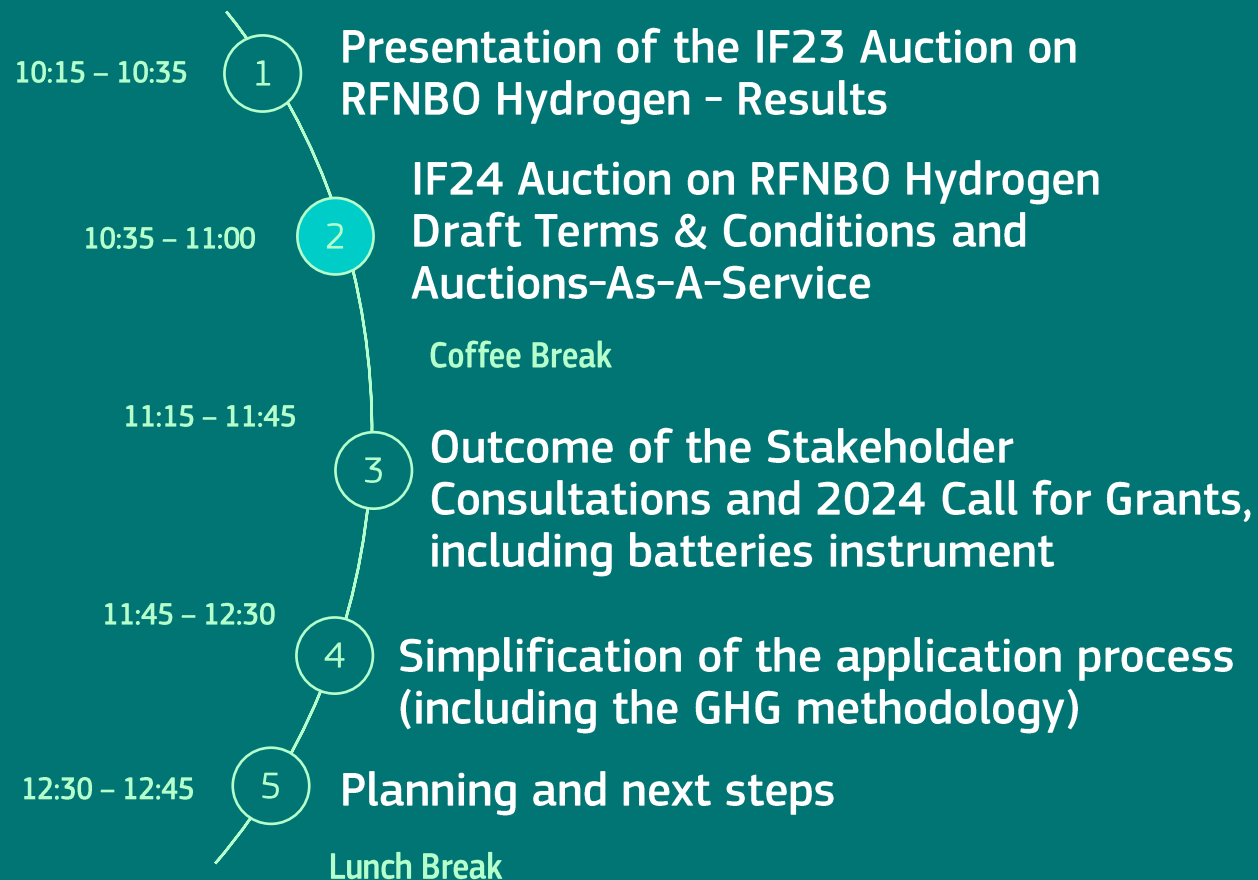 10:15 – 10:35
1
Presentation of the IF23 Auction on
RFNBO Hydrogen - Results
10:35 – 11:00
2
IF24 Auction on RFNBO Hydrogen
Draft Terms & Conditions and
Auctions-As-A-Service
Coffee Break
11:15 – 11:45
3
Outcome of the Stakeholder
Consultations and 2024 Call for Grants,
including batteries instrument
11:45 – 12:30
4
Simplification of the application process
(including the GHG methodology)
12:30 – 12:45
5
Planning and next steps
Lunch Break